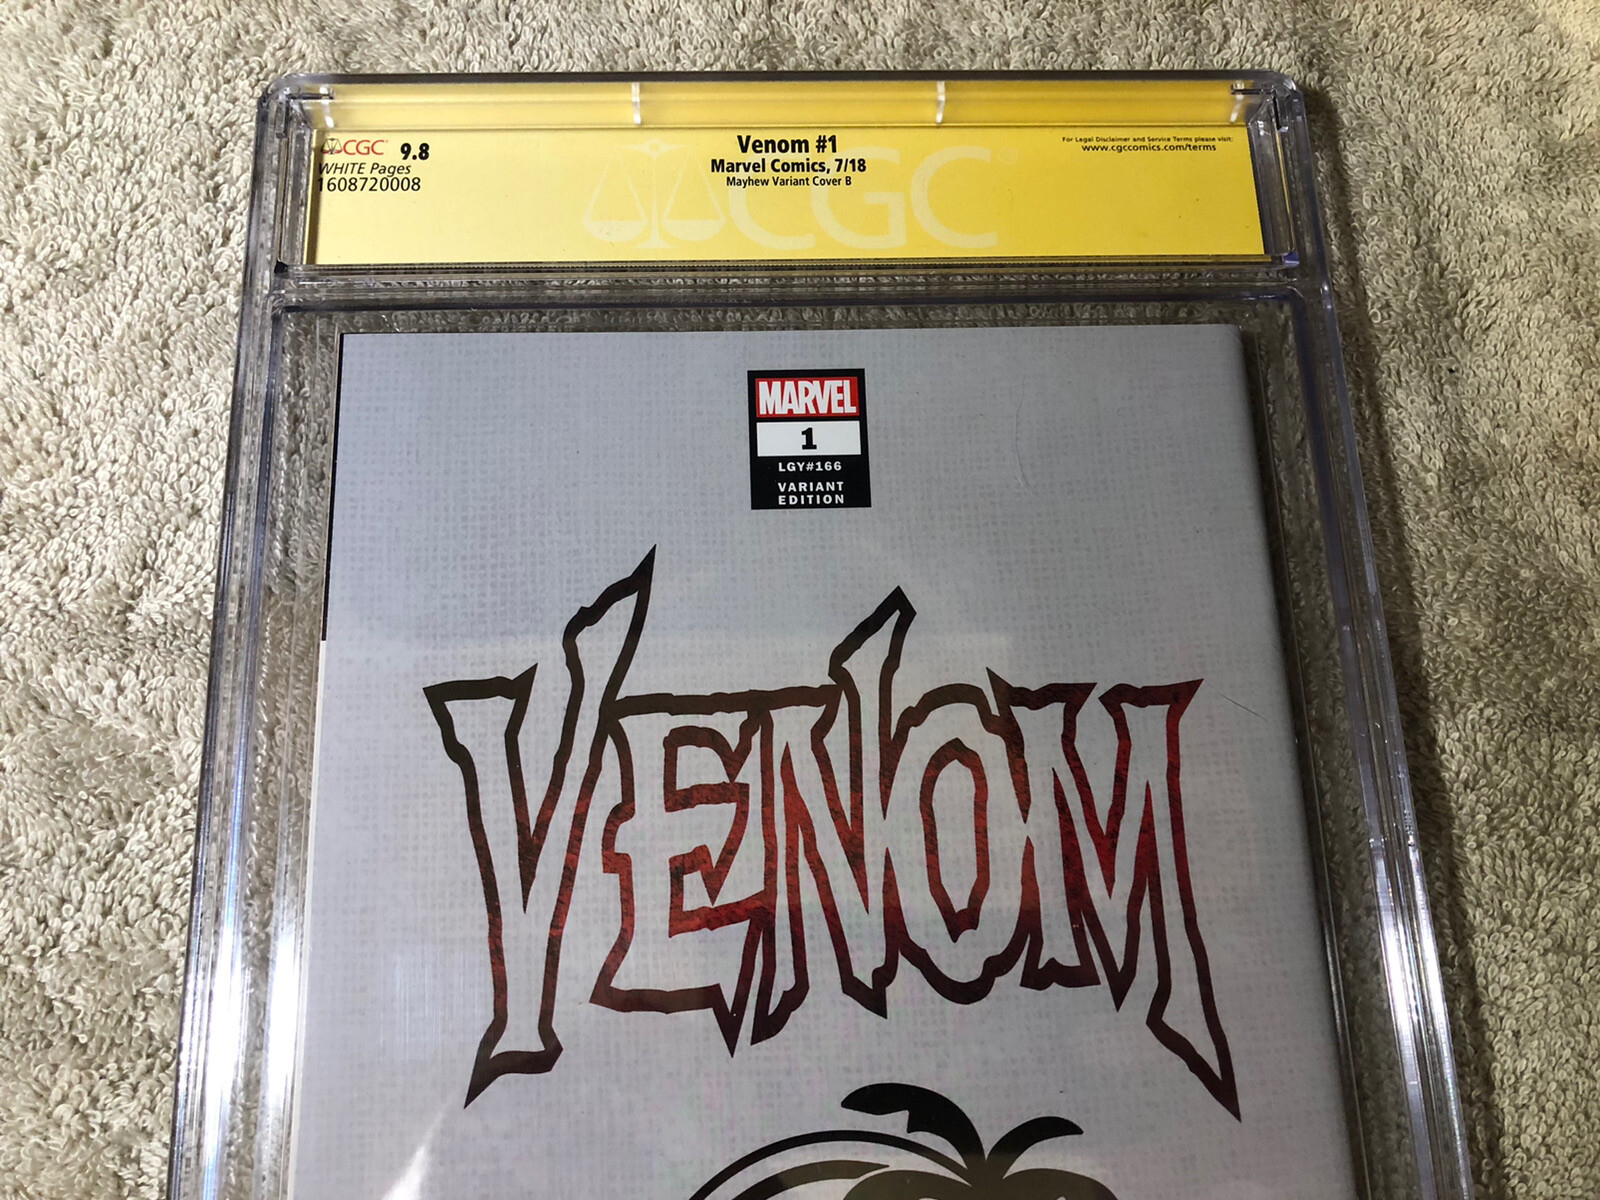 CGC 9.8
WHITE Pages
1608720008
Venom #1
Marvel Comics, 7/18
Mayhew Variant Cover B
For Legal Disclaimer and Service Terms please visit:
www.cgccomics.com/terms
CGC
MARVEL
1
LGY#166
VARIANT
EDITION
VENOM